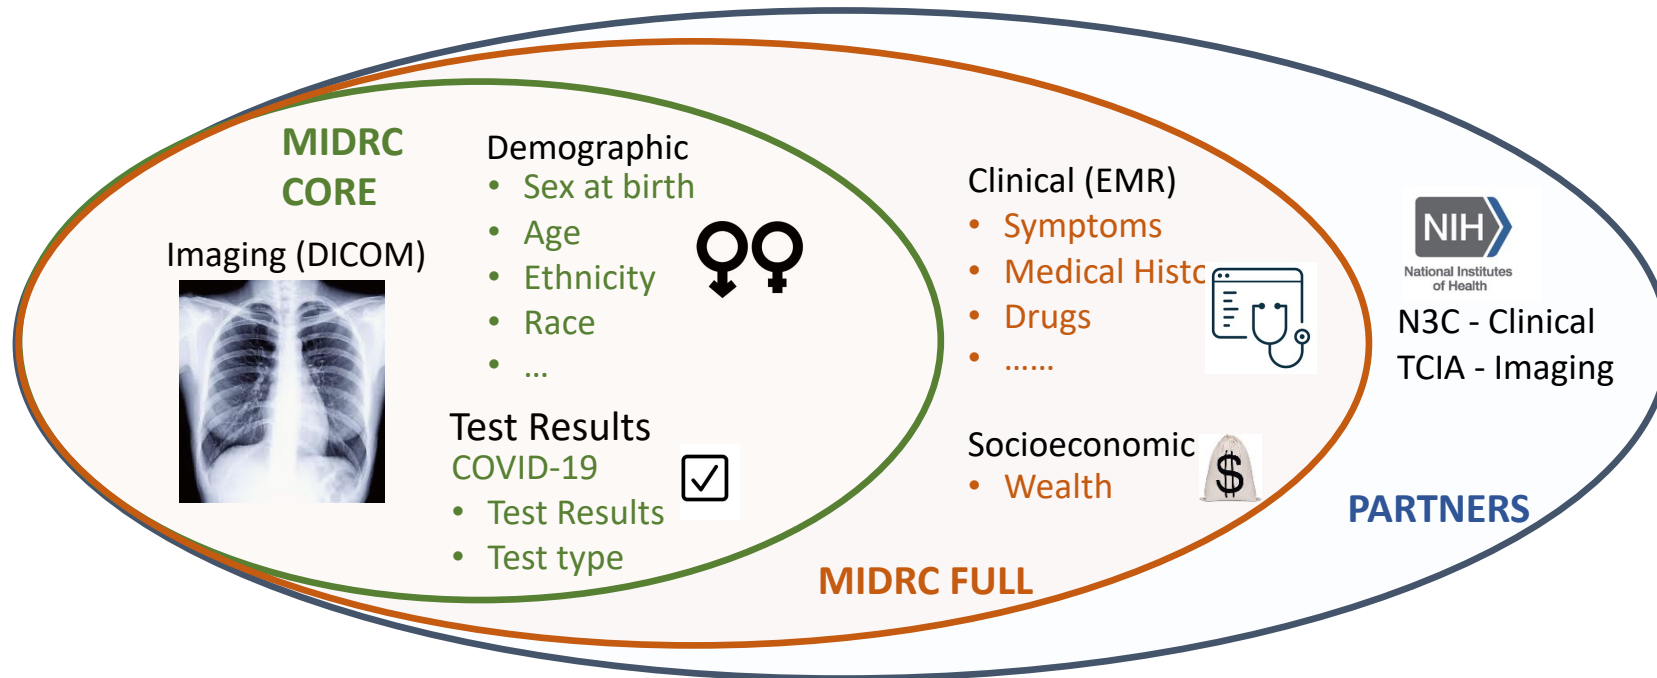 MIDRC
CORE
Imaging (DICOM)
Demographic
• Sex at birth
• Age
• Ethnicity
• Race
• ...
Test Results
COVID-19
• Test Results
• Test type
Clinical (EMR)
• Symptoms
• Medical Histo
• Drugs
• ......
Socioeconomic
• Wealth
$
MIDRC FULL
NIH
National Institutes
of Health
N3C - Clinical
TCIA - Imaging
PARTNERS